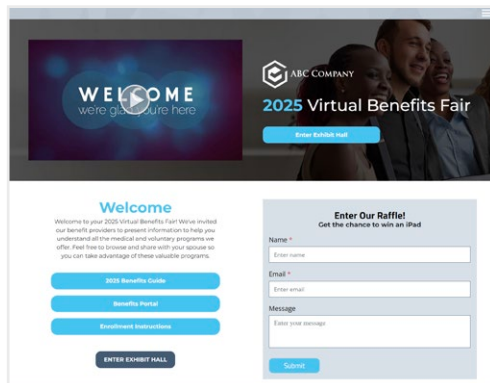 WELCOME
we're glad you're here
ABC COMPANY
2025 Virtual Benefits Fair
Enter Exhibit Hall
Welcome
Welcome to your 2025 Virtual Benefits Fair! We've invited
our benefit providers to present information to help you
understand all the medical and voluntary programs we
offer. Feel free to browse and share with your spouse so
you can take advantage of these valuable programs.
2025 Benefits Guide
Benefits Portal
Enrollment Instructions
ENTER EXHIBIT HALL
Enter Our Raffle!
Get the chance to win an iPad
Name *
Enter name
Email *
Enter email
Message
Enter your message
Submit